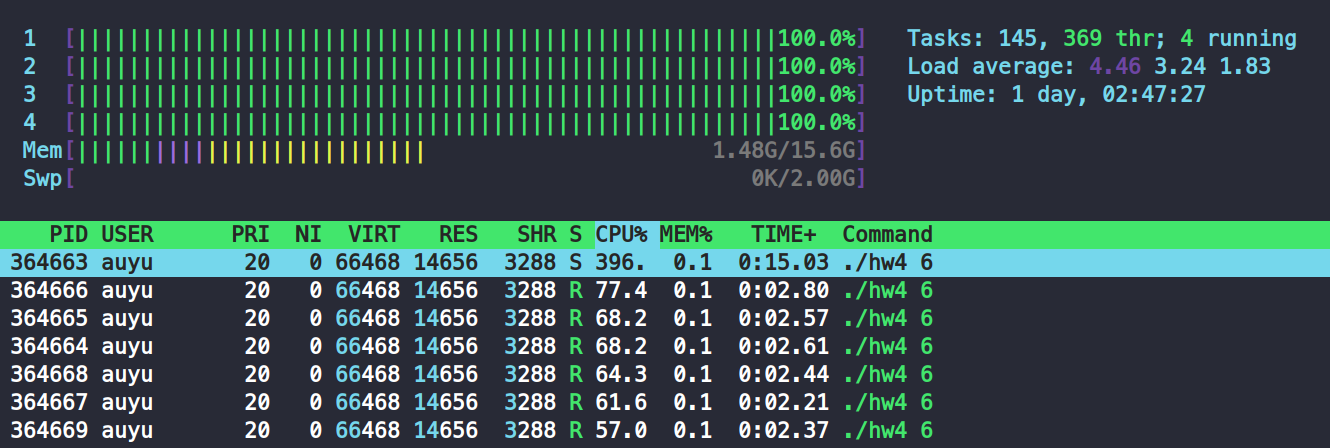 1 [||||||||||||||||||||||||||||||||||||||||||||||||||||||100.0%] Tasks: 145, 369 thr; 4 running
2 [||||||||||||||||||||||||||||||||||||||||||||||||||||||100.0%] Load average: 4.46 3.24 1.83
3 [||||||||||||||||||||||||||||||||||||||||||||||||||||||100.0%] Uptime: 1 day, 02:47:27
4 [||||||||||||||||||||||||||||||||||||||||||||||||||||||100.0%]
Mem[||||||||||||||||||||||||||| 1.48G/15.6G]
Swp[ 0K/2.00G]
PID USER PRI NI VIRT RES SHR S CPU% MEM% TIME+ Command
364663 auyu 20 0 66468 14656 3288 S 396. 0.1 0:15.03 ./hw4 6
364666 auyu 20 0 66468 14656 3288 R 77.4 0.1 0:02.80 ./hw4 6
364665 auyu 20 0 66468 14656 3288 R 68.2 0.1 0:02.57 ./hw4 6
364664 auyu 20 0 66468 14656 3288 R 68.2 0.1 0:02.61 ./hw4 6
364668 auyu 20 0 66468 14656 3288 R 64.3 0.1 0:02.44 ./hw4 6
364667 auyu 20 0 66468 14656 3288 R 61.6 0.1 0:02.21 ./hw4 6
364669 auyu 20 0 66468 14656 3288 R 57.0 0.1 0:02.37 ./hw4 6